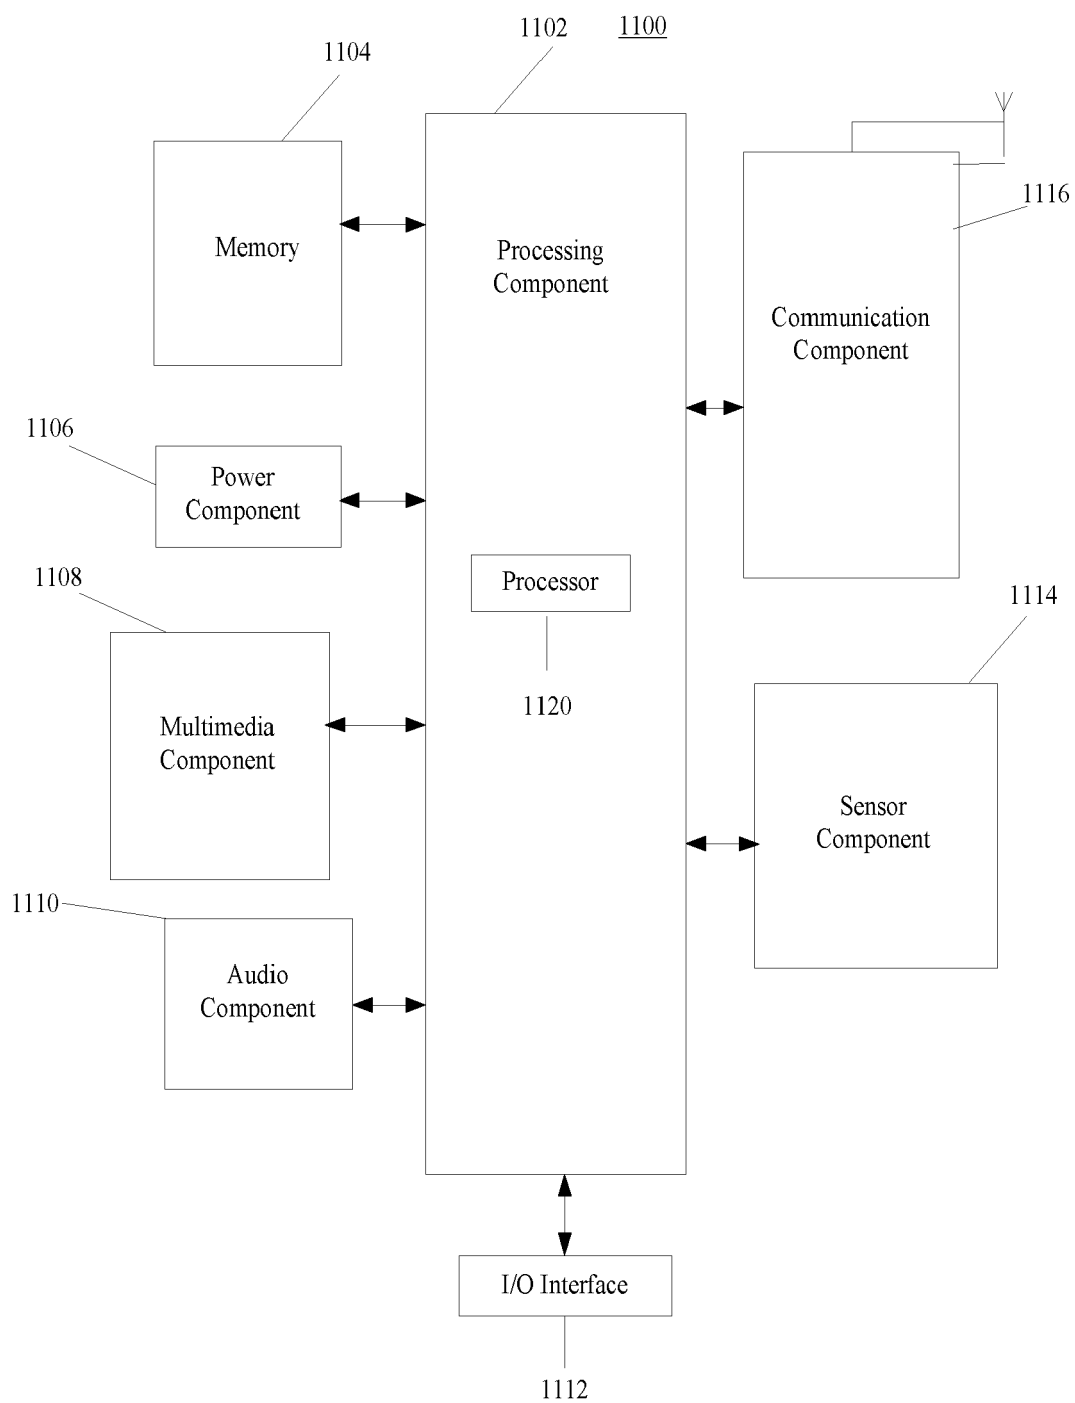 1102
1100
1104
1116
Memory
Processing
Component
Communication
Component
1106
Power
Component
1108
Processor
1114
1120
Multimedia
Component
Sensor
Component
1110
Audio
Component
I/O Interface
1112